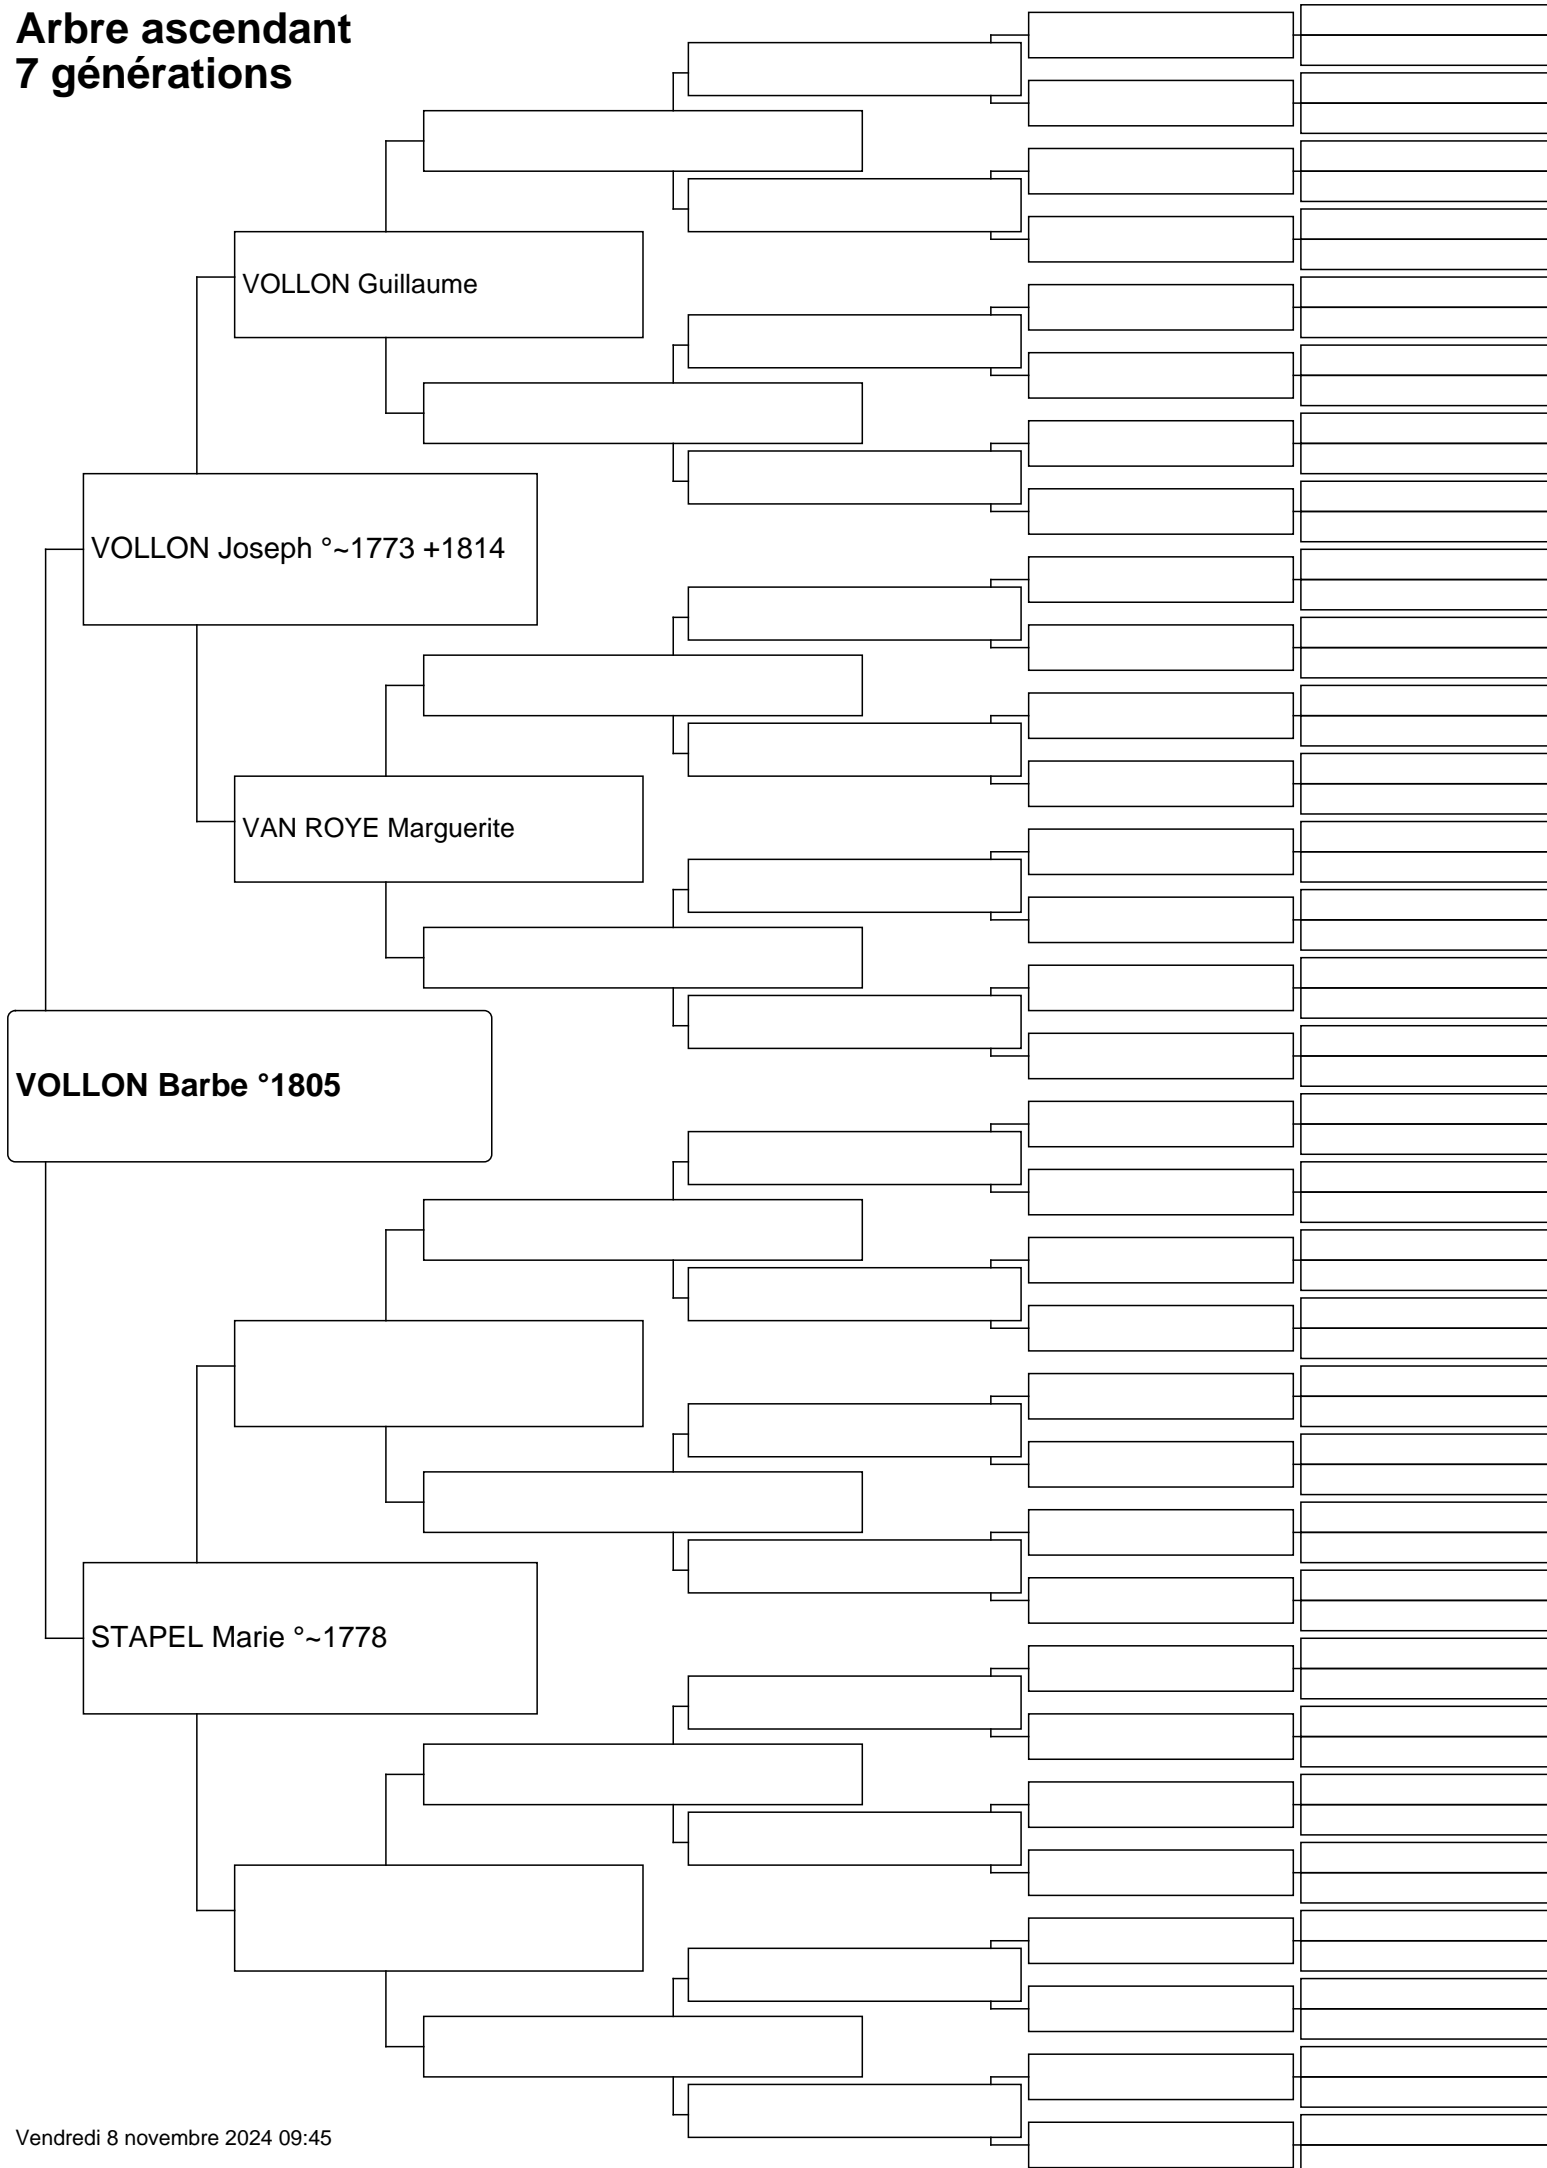 Arbre ascendant
7 générations
VOLLON Guillaume
VOLLON Joseph °~1773 +1814
VAN ROYE Marguerite
VOLLON Barbe °1805
STAPEL Marie °~1778
Vendredi 8 novembre 2024 09:45